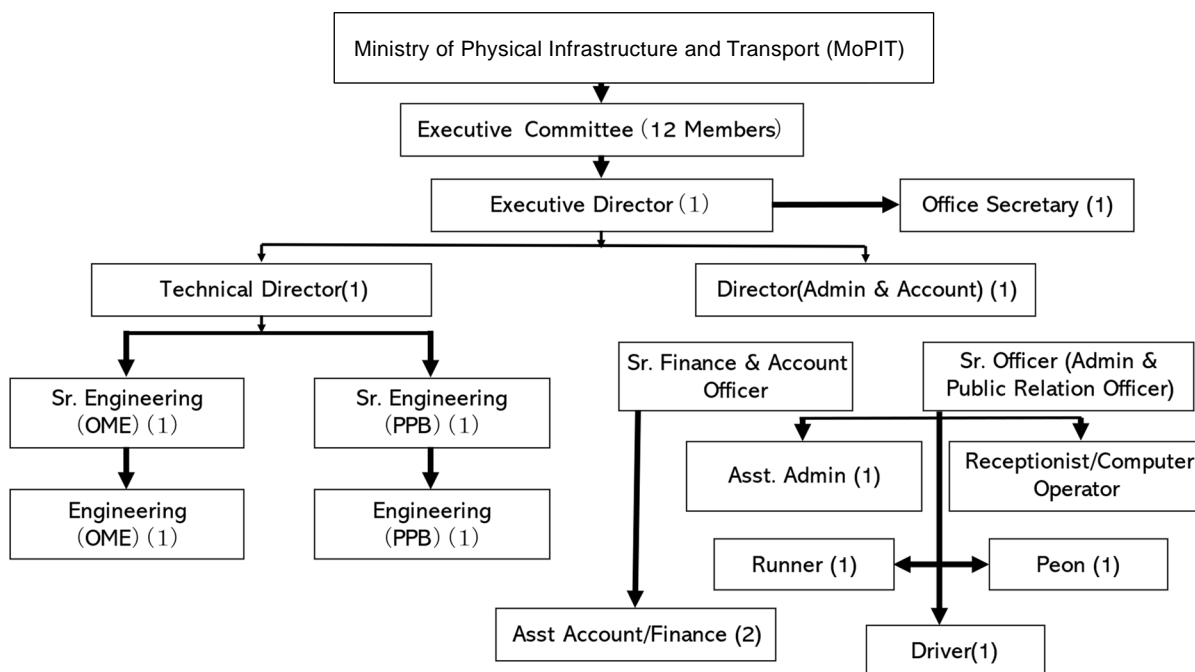 Ministry of Physical Infrastructure and Transport (MoPIT)
Executive Committee (12 Members)
Executive Director (1)
Office Secretary (1)
Technical Director(1)
Director(Admin & Account) (1)
Sr. Finance & Account
Officer
Sr. Officer (Admin &
Public Relation Officer)
Sr. Engineering
(OME) (1)
Sr. Engineering
(PPB) (1)
Asst. Admin (1)
Receptionist/Computer
Operator
Engineering
(OME) (1)
Engineering
(PPB) (1)
Runner (1)
Peon (1)
Asst Account/Finance (2)
Driver(1)